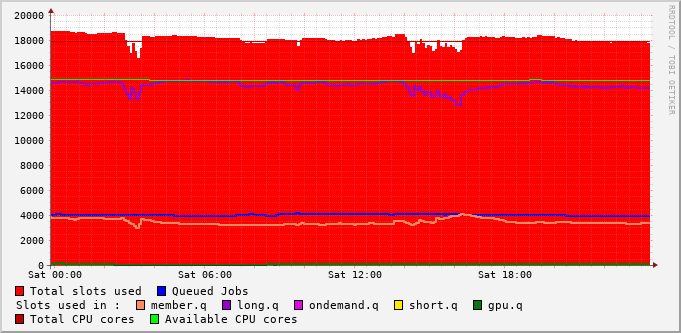 20000
18000
16000
14000
12000
10000
8000
6000
4000
2000
0
Sat 00:00 Sat 06:00 Sat 12:00 Sat 18:00
RRDTOOL / TOBI OETIKER
Total slots used Queued Jobs
Slots used in : member.q long.q ondemand.q short.q gpu.q
Total CPU cores Available CPU cores